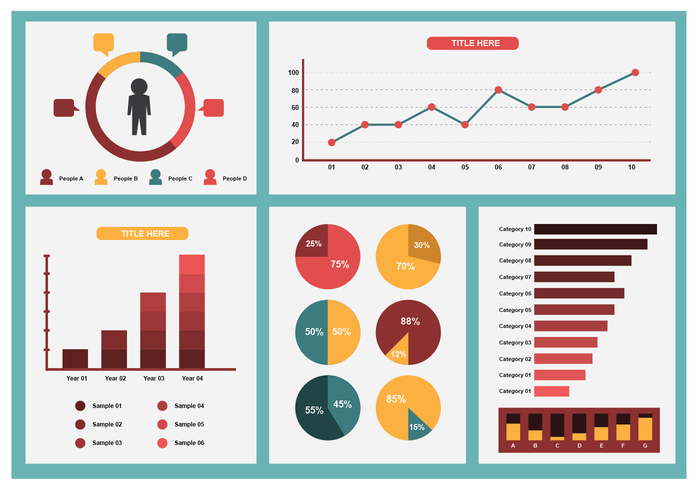 People A People B People C People D
TITLE HERE
100
80
60
40
20
0
01 02 03 04 05 06 07 08 09 10
TITLE HERE
Year 01 Year 02 Year 03 Year 04
Sample 01 Sample 04
Sample 02 Sample 05
Sample 03 Sample 06
25%
75%
30%
70%
50% 50%
88%
12%
55%
45%
85%
15%
Category 10
Category 09
Category 08
Category 07
Category 06
Category 05
Category 04
Category 03
Category 02
Category 01
Category 01
A B C D E F G